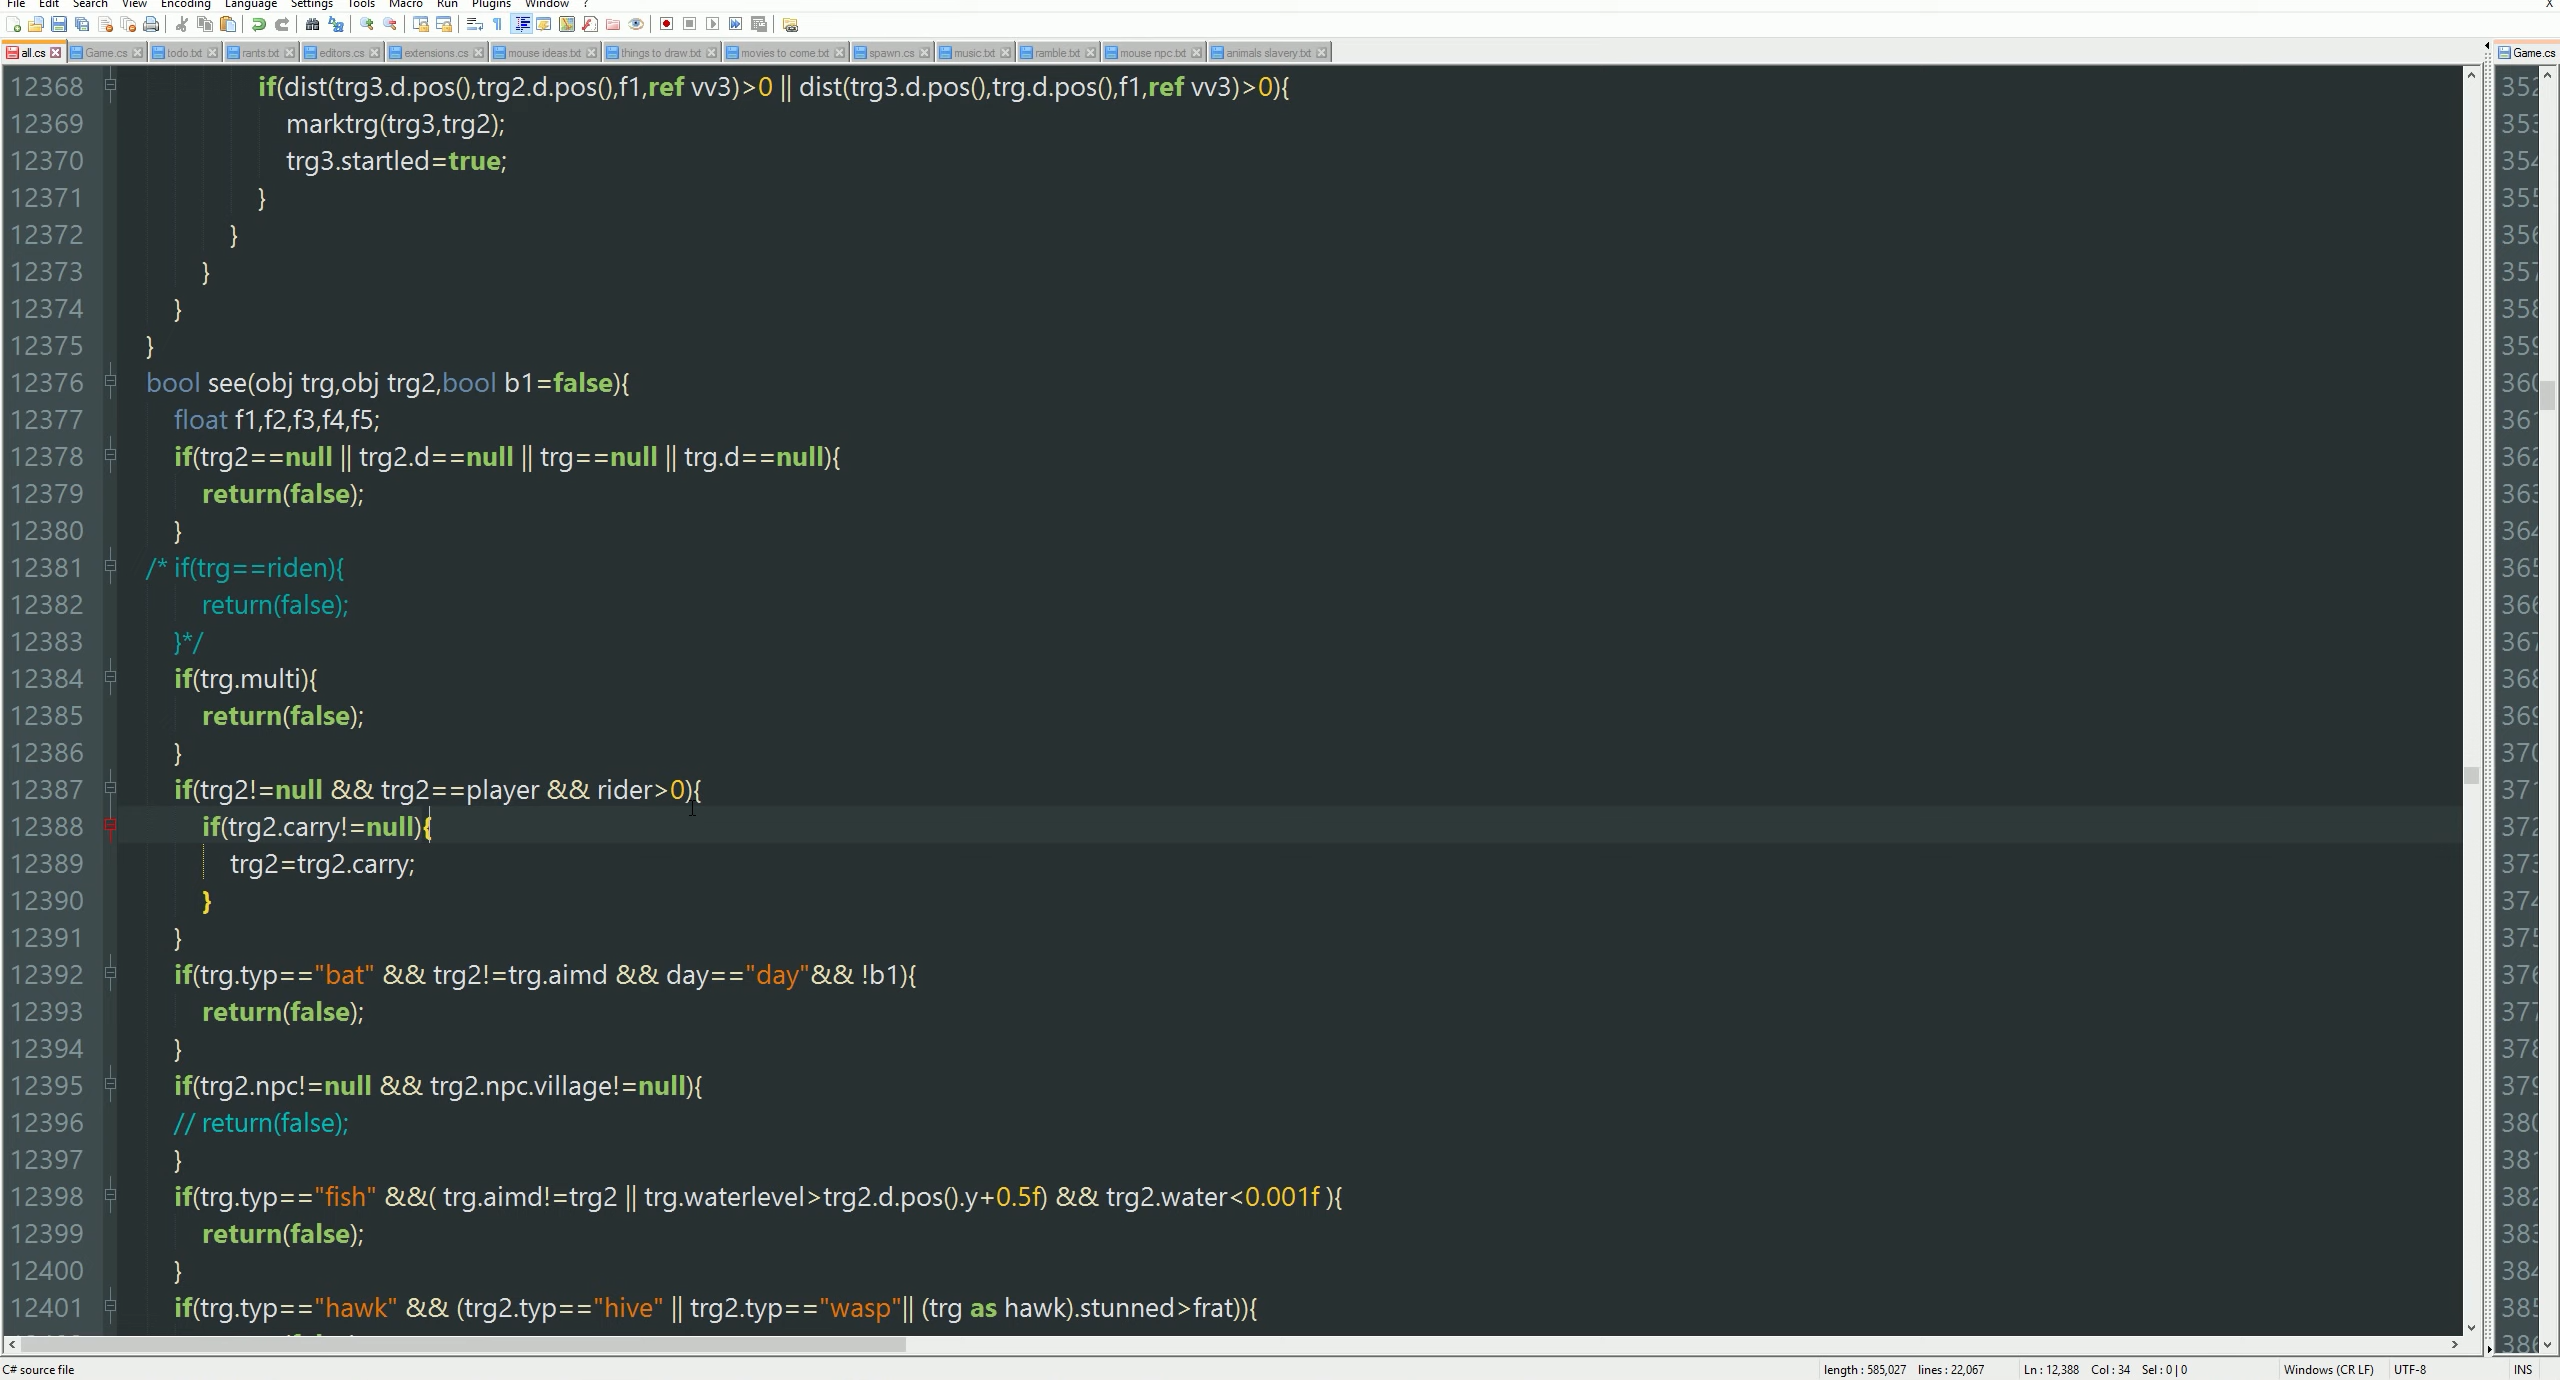 File Edit Search View Encoding Language Settings Tools Macro Run Plugins Window ? X
all.cs Game.cs todo.txt rants.txt editors.cs extensions.cs mouse ideas.txt things to draw.txt movies to come.txt spawn.cs music.txt ramble.txt mouse npc.txt animals slavery.txt Game.cs
12368 if(dist(trg3.d.pos(),trg2.d.pos(),f1,ref vv3)>0 || dist(trg3.d.pos(),trg.d.pos(),f1,ref vv3)>0){
12369 marktrg(trg3,trg2);
12370 trg3.startled=true;
12371 }
12372 }
12373 }
12374 }
12375 }
12376 bool see(obj trg,obj trg2,bool b1=false){
12377 float f1,f2,f3,f4,f5;
12378 if(trg2==null || trg2.d==null || trg==null || trg.d==null){
12379 return(false);
12380 }
12381 /* if(trg==riden){
12382 return(false);
12383 }*/
12384 if(trg.multi){
12385 return(false);
12386 }
12387 if(trg2!=null && trg2==player && rider>0){
12388 if(trg2.carry!=null){
12389 trg2=trg2.carry;
12390 }
12391 }
12392 if(trg.typ=="bat" && trg2!=trg.aimd && day=="day"&& !b1){
12393 return(false);
12394 }
12395 if(trg2.npc!=null && trg2.npc.village!=null){
12396 // return(false);
12397 }
12398 if(trg.typ=="fish" &&( trg.aimd!=trg2 || trg.waterlevel>trg2.d.pos().y+0.5f) && trg2.water<0.001f ){
12399 return(false);
12400 }
12401 if(trg.typ=="hawk" && (trg2.typ=="hive" || trg2.typ=="wasp"|| (trg as hawk).stunned>frat)){
C# source file length : 585,027 lines : 22,067 Ln : 12,388 Col : 34 Sel : 0 | 0 Windows (CR LF) UTF-8 INS